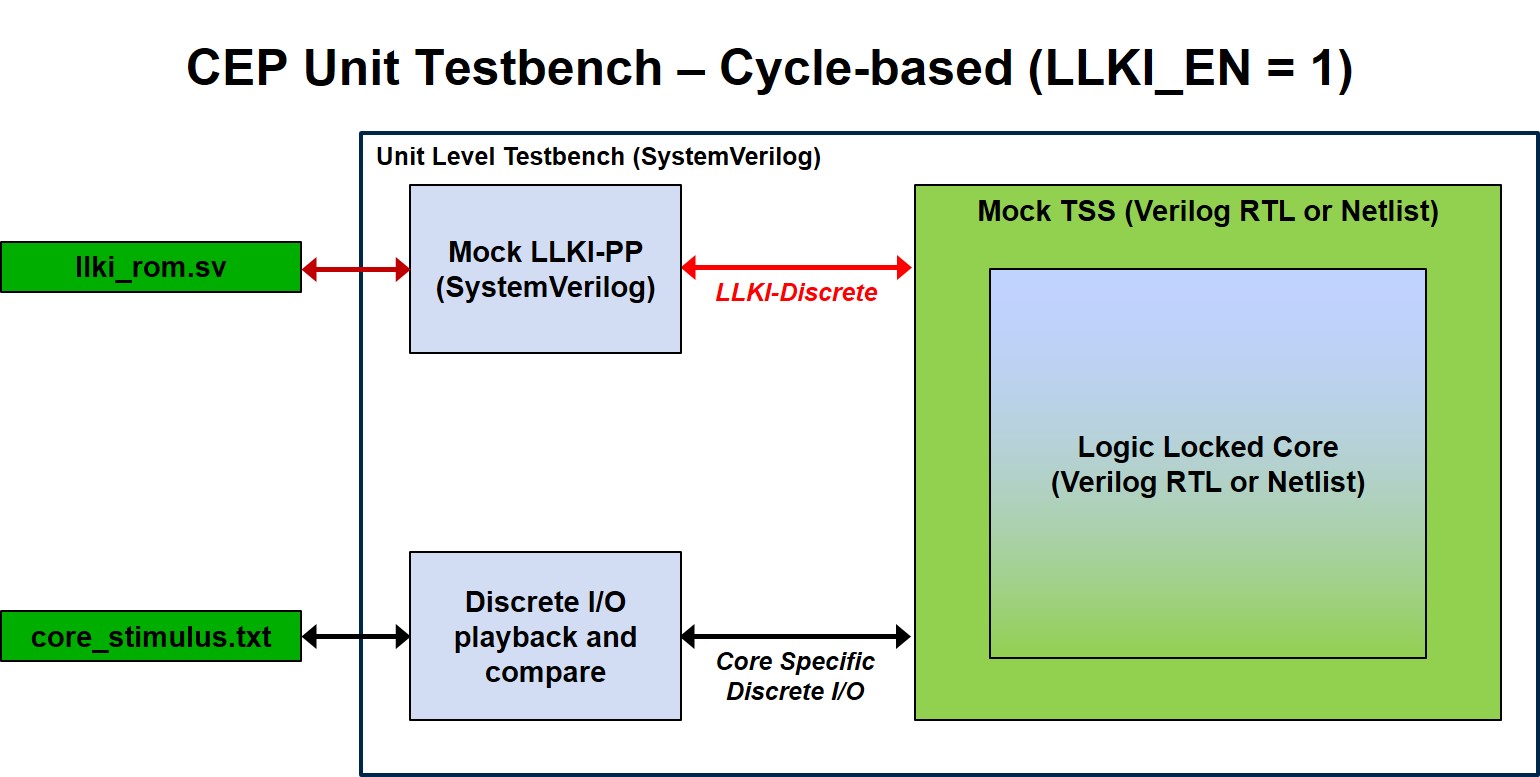 CEP Unit Testbench – Cycle-based (LLKI_EN = 1)
Unit Level Testbench (SystemVerilog)
llki_rom.sv
Mock LLKI-PP
(SystemVerilog)
LLKI-Discrete
Mock TSS (Verilog RTL or Netlist)
Logic Locked Core
(Verilog RTL or Netlist)
core_stimulus.txt
Discrete I/O
playback and
compare
Core Specific
Discrete I/O